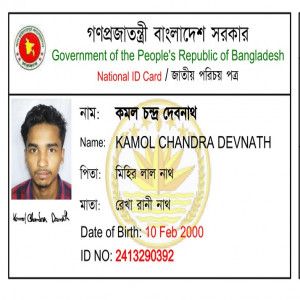 গণপ্রজাতন্ত্রী বাংলাদেশ সরকার
Government of the People's Republic of Bangladesh
National ID Card / জাতীয় পরিচয় পত্র
নাম: কমল চন্দ্র দেবনাথ
Name: KAMOL CHANDRA DEVNATH
পিতা: মিহির লাল নাথ
মাতা: রেখা রানী নাথ
Kamol Chandra Devnath
Date of Birth: 10 Feb 2000
ID NO: 2413290392